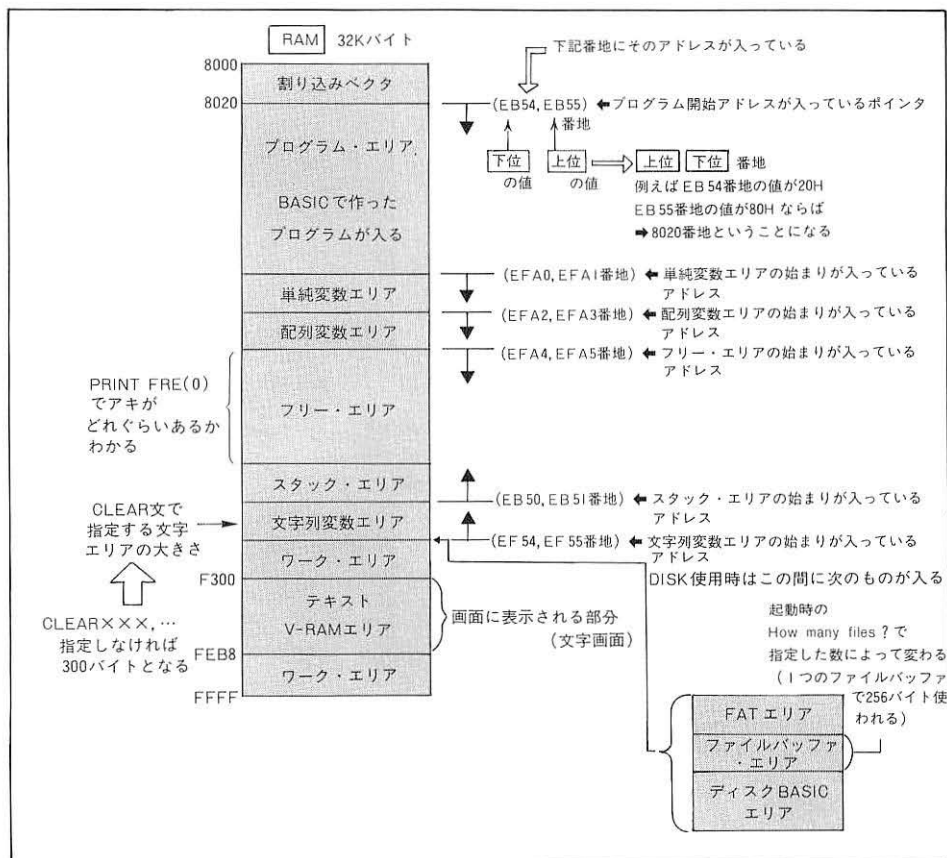 RAM 32Kバイト
8000
割り込みベクタ
8020
プログラム・エリア
BASICで作った
プログラムが入る
単純変数エリア
配列変数エリア
フリー・エリア
スタック・エリア
文字列変数エリア
ワーク・エリア
F300
テキスト
V-RAMエリア
FEB8
ワーク・エリア
FFFF
PRINT FRE(0)
でアキが
どれぐらいあるか
わかる
CLEAR文で
指定する文字
エリアの大きさ
CLEAR×××,…
指定しなければ
300バイトとなる
下記番地にそのアドレスが入っている
(EB54, EB55) ←プログラム開始アドレスが入っているポインタ
番地
下位 上位 → 上位 下位 番地
の値 の値
例えばEB54番地の値が20H
EB55番地の値が80Hならば
➡8020番地ということになる
(EFA0, EFA1番地) ←単純変数エリアの始まりが入っている
アドレス
(EFA2, EFA3番地) ←配列変数エリアの始まりが入っている
アドレス
(EFA4, EFA5番地) ←フリー・エリアの始まりが入っている
アドレス
(EB50, EB51番地) ←スタック・エリアの始まりが入っている
アドレス
(EF54, EF55番地) ←文字列変数エリアの始まりが入っている
アドレス
DISK使用時はこの間に次のものが入る
画面に表示される部分
(文字画面)
起動時の
How many files ? で
指定した数によって変わる
(1つのファイルバッファ
で256バイト使
われる)
FATエリア
ファイルバッファ
・エリア
ディスクBASIC
エリア